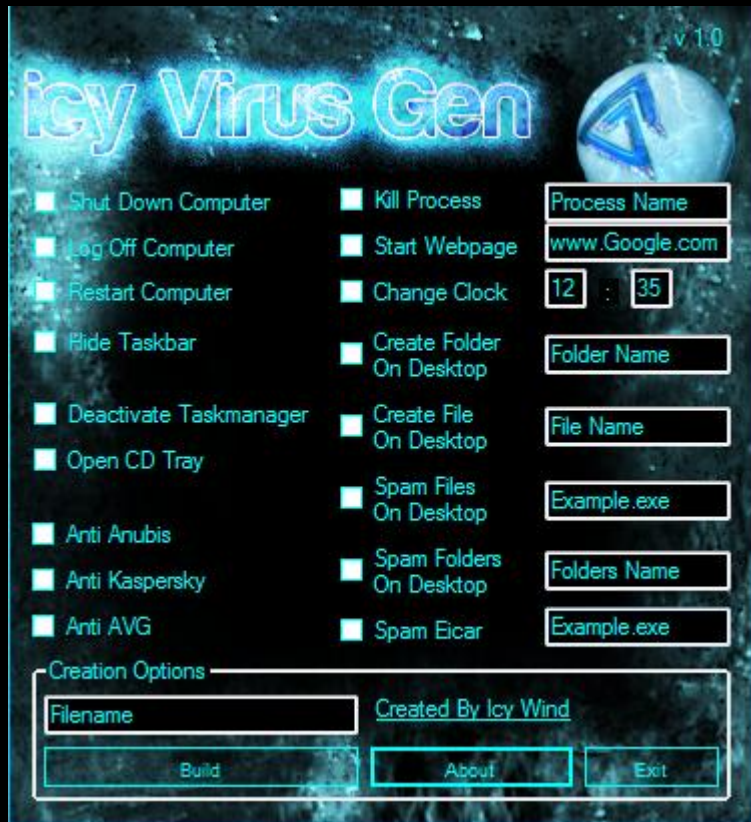 v 1.0
icy Virus Gen
Shut Down Computer
Log Off Computer
Restart Computer
Hide Taskbar
Deactivate Taskmanager
Open CD Tray
Anti Anubis
Anti Kaspersky
Anti AVG
Kill Process
Process Name
Start Webpage
www.Google.com
Change Clock
12 : 35
Create Folder
On Desktop
Folder Name
Create File
On Desktop
File Name
Spam Files
On Desktop
Example.exe
Spam Folders
On Desktop
Folders Name
Spam Eicar
Example.exe
Creation Options
Filename
Created By Icy Wind
Build
About
Exit